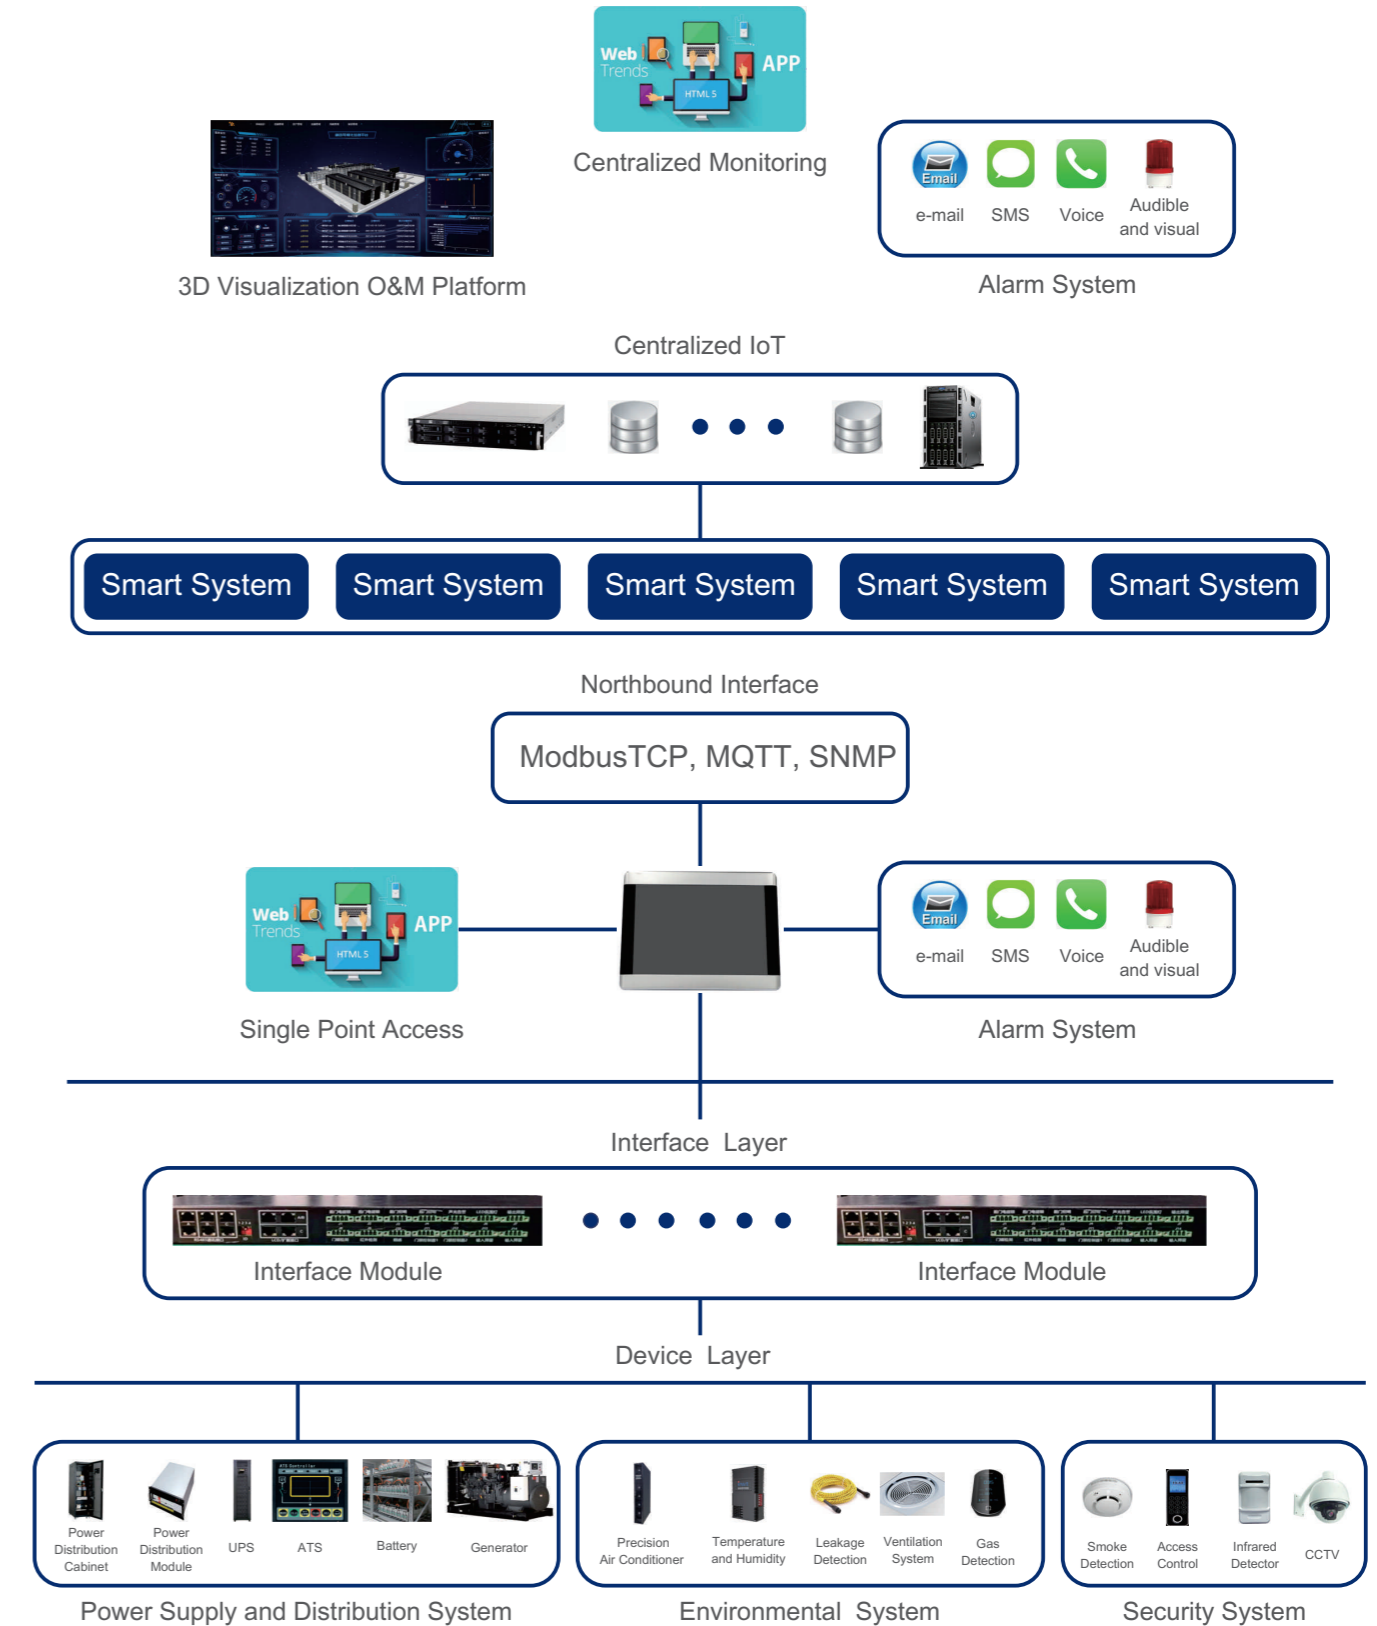 Web
Trends
APP
HTML 5
Centralized Monitoring
3D Visualization O&M Platform
Email
e-mail
SMS
Voice
Audible
and visual
Alarm System
Centralized IoT
Smart System
Smart System
Smart System
Smart System
Smart System
Northbound Interface
ModbusTCP, MQTT, SNMP
Web
Trends
APP
HTML 5
Single Point Access
Email
e-mail
SMS
Voice
Audible
and visual
Alarm System
Interface Layer
Interface Module
Interface Module
Device Layer
Power
Distribution
Cabinet
Power
Distribution
Module
UPS
ATS
Battery
Generator
Power Supply and Distribution System
Precision
Air Conditioner
Temperature
and Humidity
Leakage
Detection
Ventilation
System
Gas
Detection
Environmental System
Smoke
Detection
Access
Control
Infrared
Detector
CCTV
Security System